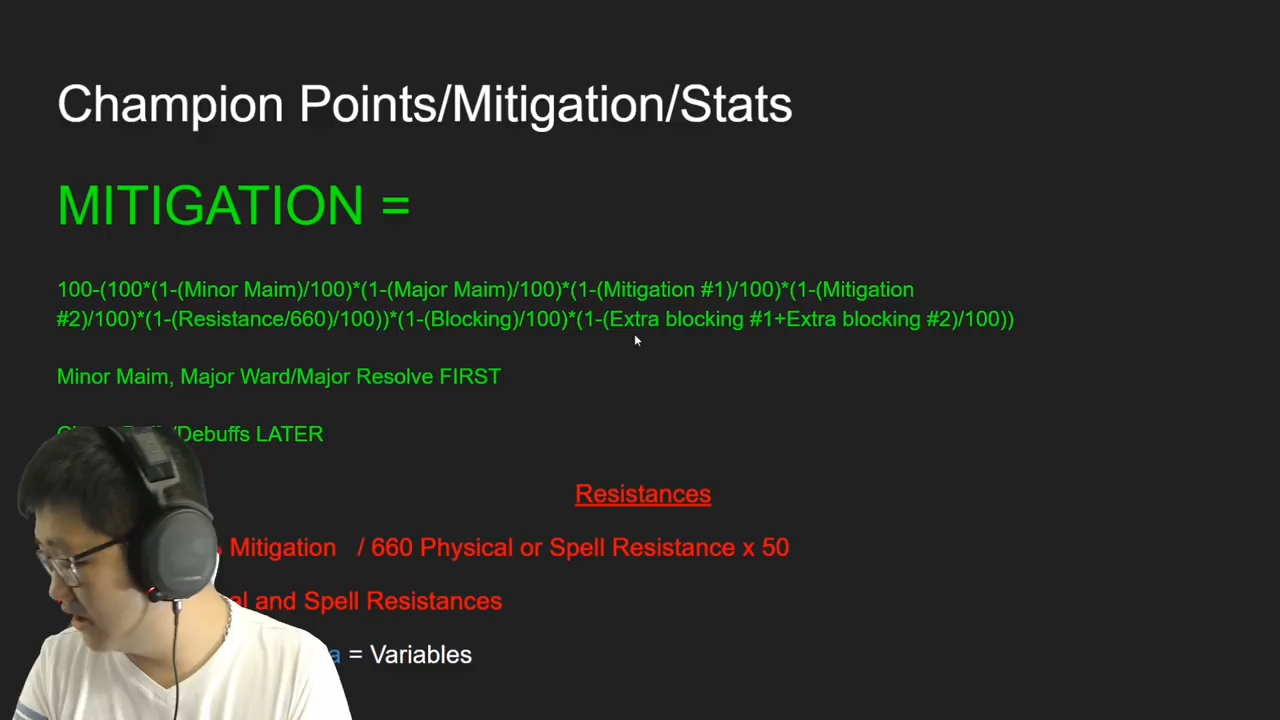 Champion Points/Mitigation/Stats
MITIGATION =
100-(100*(1-(Minor Maim)/100)*(1-(Major Maim)/100)*(1-(Mitigation #1)/100)*(1-(Mitigation
#2)/100)*(1-(Resistance/660)/100))*(1-(Blocking)/100)*(1-(Extra blocking #1+Extra blocking #2)/100))
Minor Maim, Major Ward/Major Resolve FIRST
/Debuffs LATER
Resistances
Mitigation / 660 Physical or Spell Resistance x 50
and Spell Resistances
= Variables